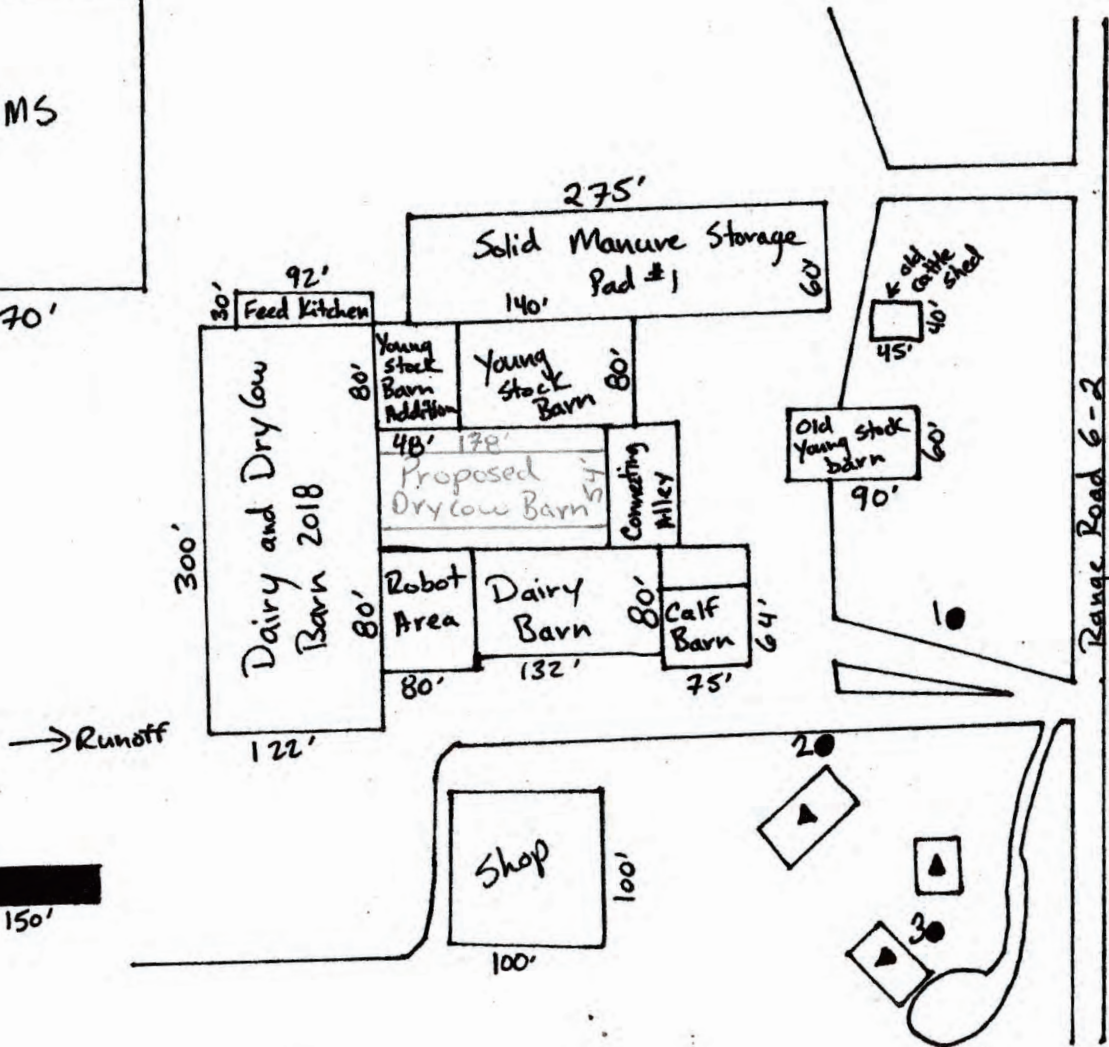 MS
70'
275'
Solid Manure Storage
Pad #1
60'
140'
92'
30'
Feed Kitchen
old
cattle
shed
40'
45'
Young
Stock
Barn
Addition
80'
Young
Stock
Barn
80'
48'
178'
Proposed
Dry Cow Barn
54'
Connecting
Alley
Old
Young stock
barn
60'
90'
Range Road 6-2
Dairy and Dry Cow
Barn 2018
300'
80'
122'
Robot
Area
80'
Dairy
Barn
80'
132'
Calf
Barn
64'
75'
1
→Runoff
2
Shop
100'
100'
150'
3